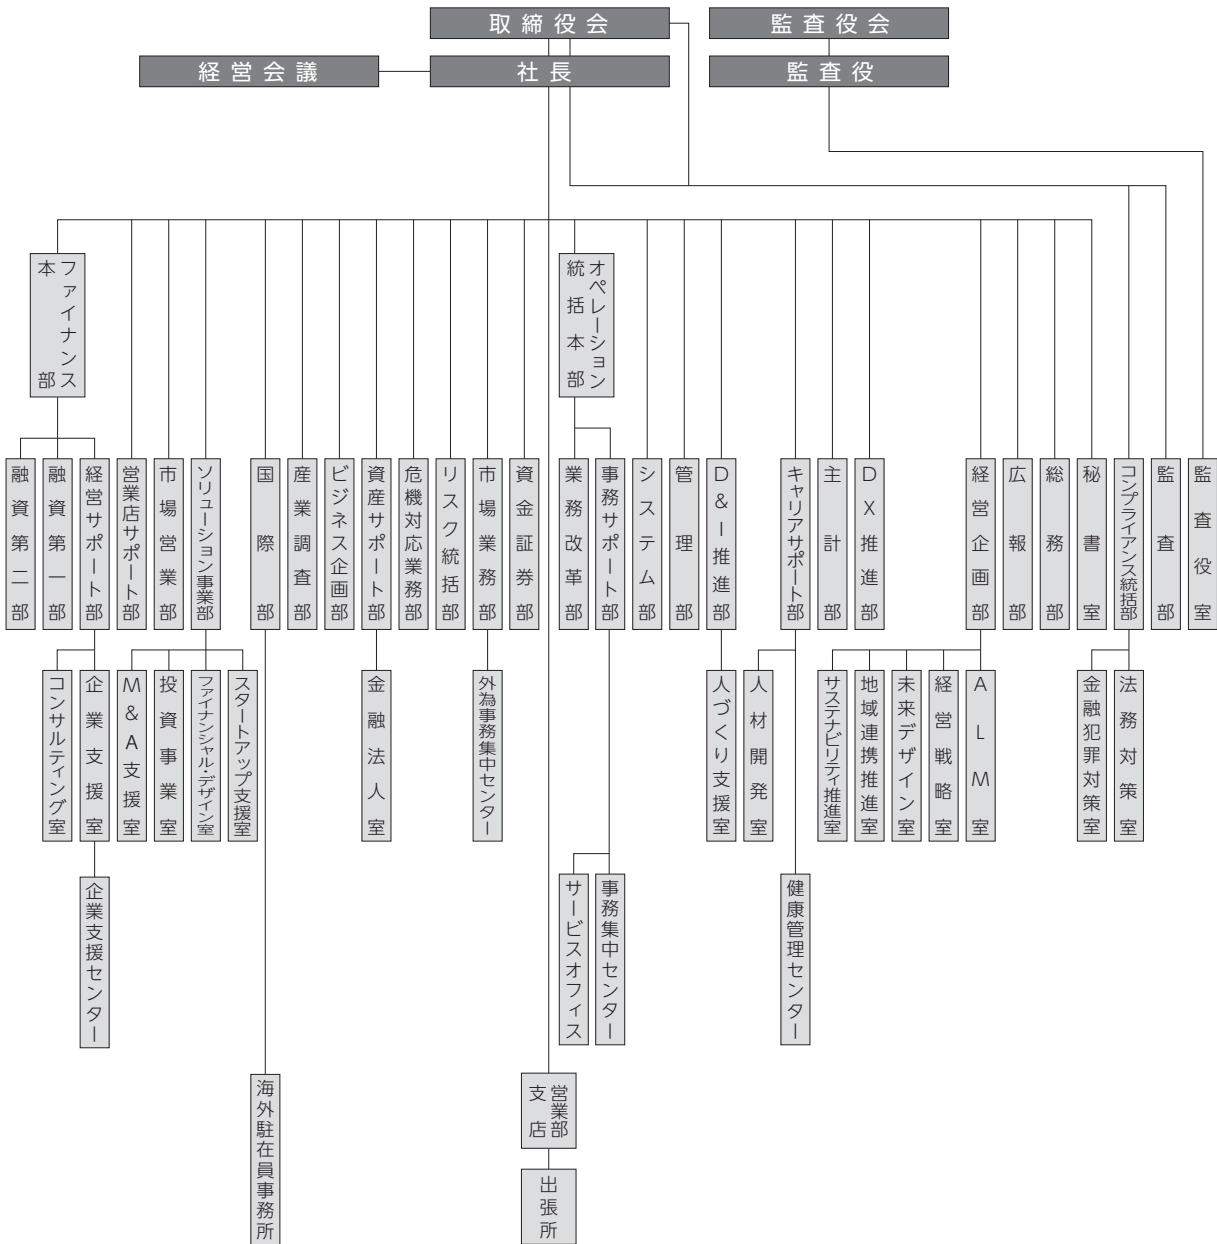 取締役会
監査役会
経営会議
社長
監査役
ファイナンス
本部
オペレーション
統括本部
融資第二部
融資第一部
経営サポート部
営業店サポート部
市場営業部
ソリューション事業部
国際部
産業調査部
ビジネス企画部
資産サポート部
危機対応業務部
リスク統括部
市場業務部
資金証券部
業務改革部
事務サポート部
システム部
管理部
D&I推進部
キャリアサポート部
主計部
DX推進部
経営企画部
広報部
総務部
秘書室
コンプライアンス統括部
監査部
監査役室
コンサルティング室
企業支援室
M&A支援室
投資事業室
ファイナンシャル・デザイン室
スタートアップ支援室
金融法人室
外為事務集中センター
人づくり支援室
人材開発室
サステナビリティ推進室
地域連携推進室
未来デザイン室
経営戦略室
ALM室
金融犯罪対策室
法務対策室
企業支援センター
サービスオフィス
事務集中センター
健康管理センター
海外駐在員事務所
営業部
支店
出張所